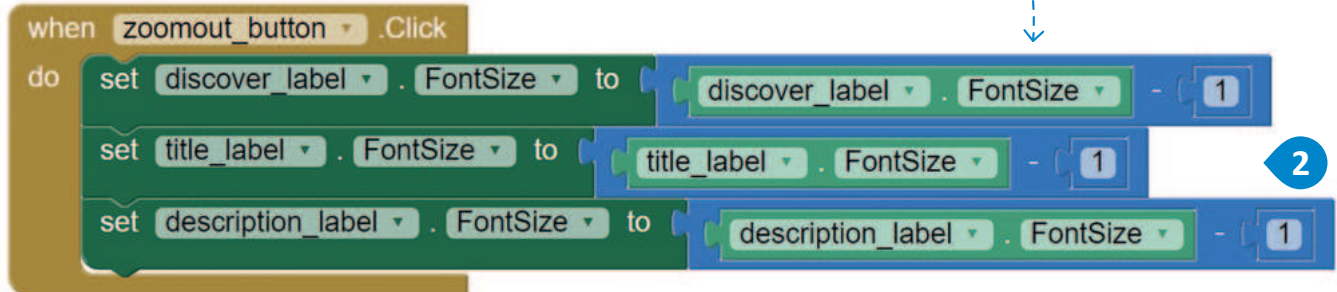 when zoomout_button .Click
do set discover_label . FontSize to discover_label . FontSize - 1
set title_label . FontSize to title_label . FontSize - 1
2
set description_label . FontSize to description_label . FontSize - 1